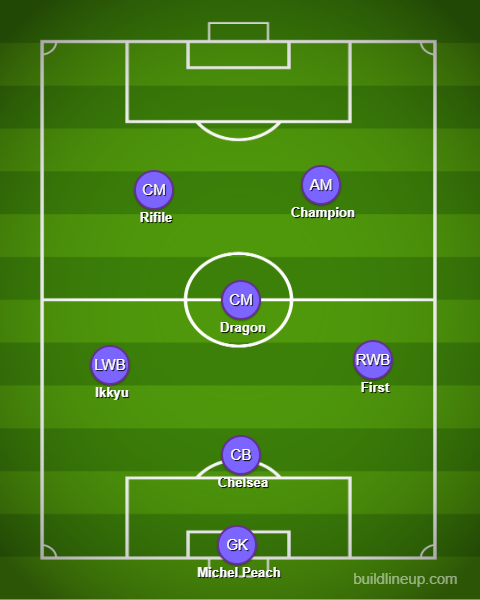 CM
Rifile
AM
Champion
CM
Dragon
LWB
Ikkyu
RWB
First
CB
Chelsea
GK
Michel Peach
buildlineup.com